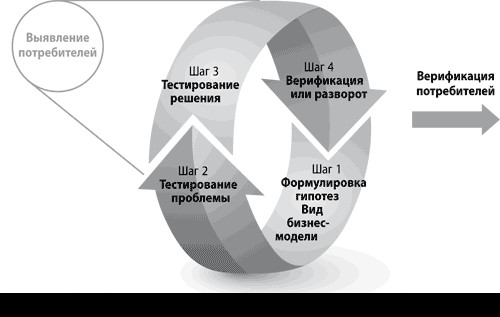 Выявление
потребителей
Шаг 3
Тестирование
решения
Шаг 4
Верификация
или разворот
Верификация
потребителей
Шаг 2
Тестирование
проблемы
Шаг 1
Формулировка
гипотез
Вид
бизнес-
модели